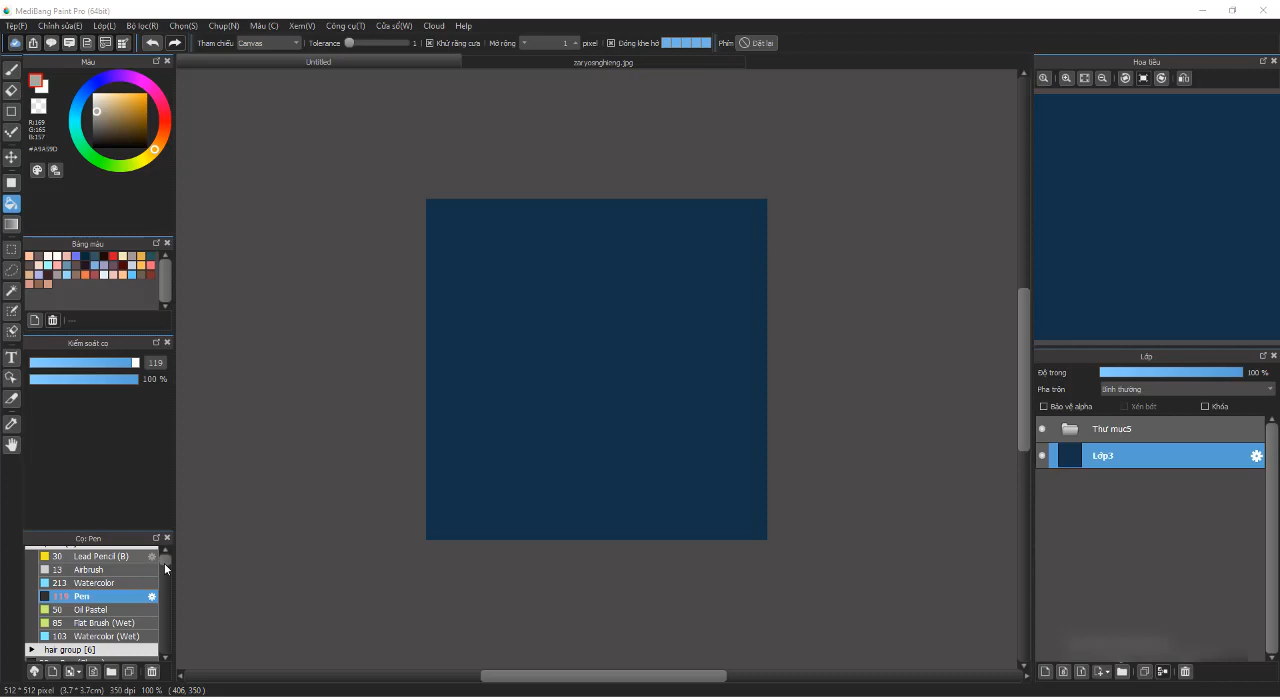 MediBang Paint Pro (64bit)
Tệp(F) Chỉnh sửa(E) Lớp(L) Bộ lọc(R) Chọn(S) Chụp(N) Màu (C) Xem(V) Công cụ(T) Cửa sổ(W) Cloud Help
Tham chiếu Canvas Tolerance 1 Khử răng cưa Mở rộng 1 pixel Đóng khe hở Phím Đặt lại
Màu
Untitled
zaryosnghieng.jpg
Hoa tiêu
R:169
G:165
B:157
#A9A59D
Bảng màu
---
Kiểm soát cọ
119
100 %
Cọ: Pen
30 Lead Pencil (B)
13 Airbrush
213 Watercolor
119 Pen
50 Oil Pastel
85 Flat Brush (Wet)
103 Watercolor (Wet)
hair group [6]
Lớp
Độ trong 100 %
Pha trộn Bình thường
Bảo vệ alpha Xén bớt Khóa
Thư mục5
Lớp3
512 * 512 pixel (3.7 * 3.7cm) 350 dpi 100 % ( 406, 350 )